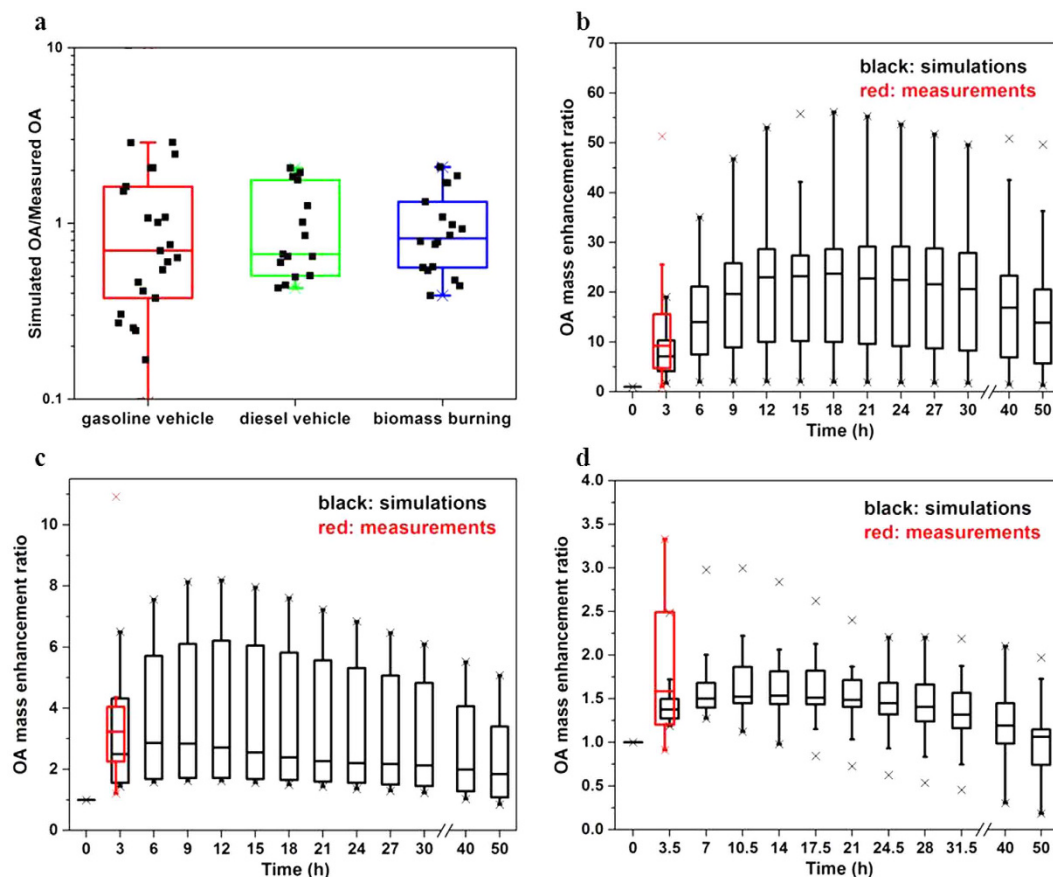 a
Simulated OA/Measured OA
10
1
0.1
gasoline vehicle diesel vehicle biomass burning
b
OA mass enhancement ratio
black: simulations
red: measurements
70
60
50
40
30
20
10
0
0 3 6 9 12 15 18 21 24 27 30 40 50
Time (h)
c
OA mass enhancement ratio
black: simulations
red: measurements
10
8
6
4
2
0
0 3 6 9 12 15 18 21 24 27 30 40 50
Time (h)
d
OA mass enhancement ratio
black: simulations
red: measurements
4.0
3.5
3.0
2.5
2.0
1.5
1.0
0.5
0.0
0 3.5 7 10.5 14 17.5 21 24.5 28 31.5 40 50
Time (h)